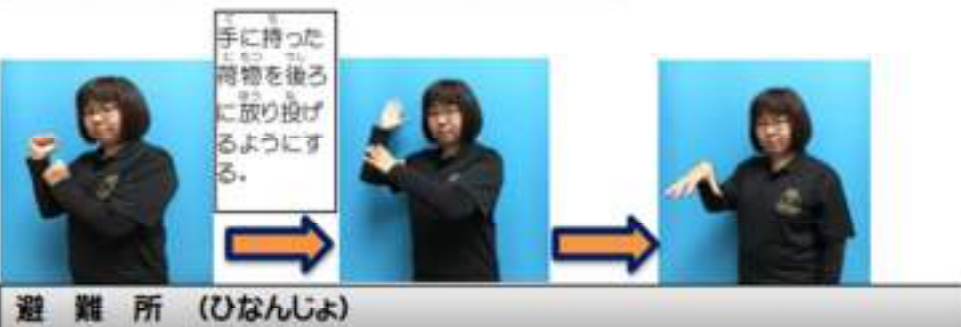 手に持った
荷物を後ろ
に放り投げ
るようにす
る。
避 難 所 (ひなんじょ)